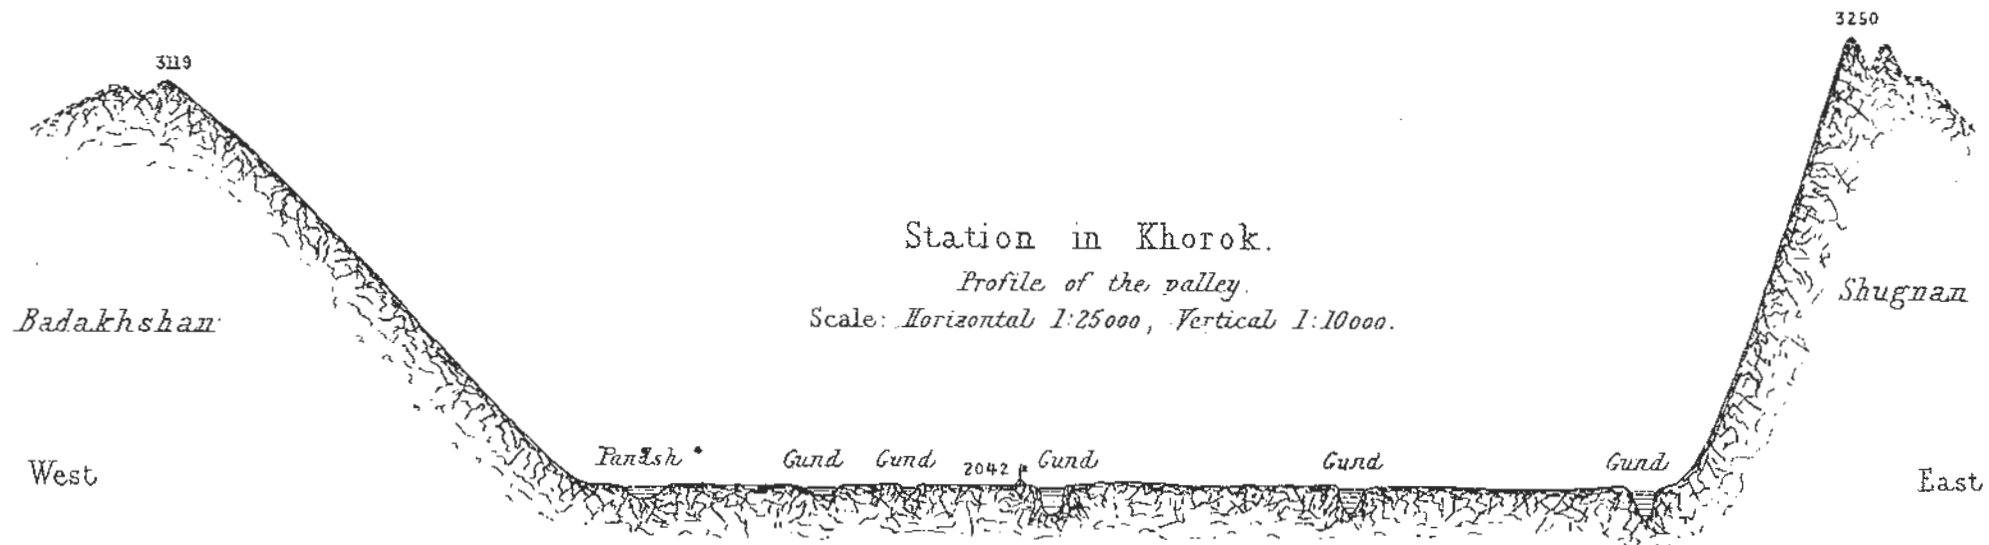 3250
3119
Station in Khorok.
Profile of the valley.
Scale: Horizontal 1:25000, Vertical 1:10000.
Badakhshan
Shugnan
Gund
Gund
2042
Gund
Gund
Gund
West
East